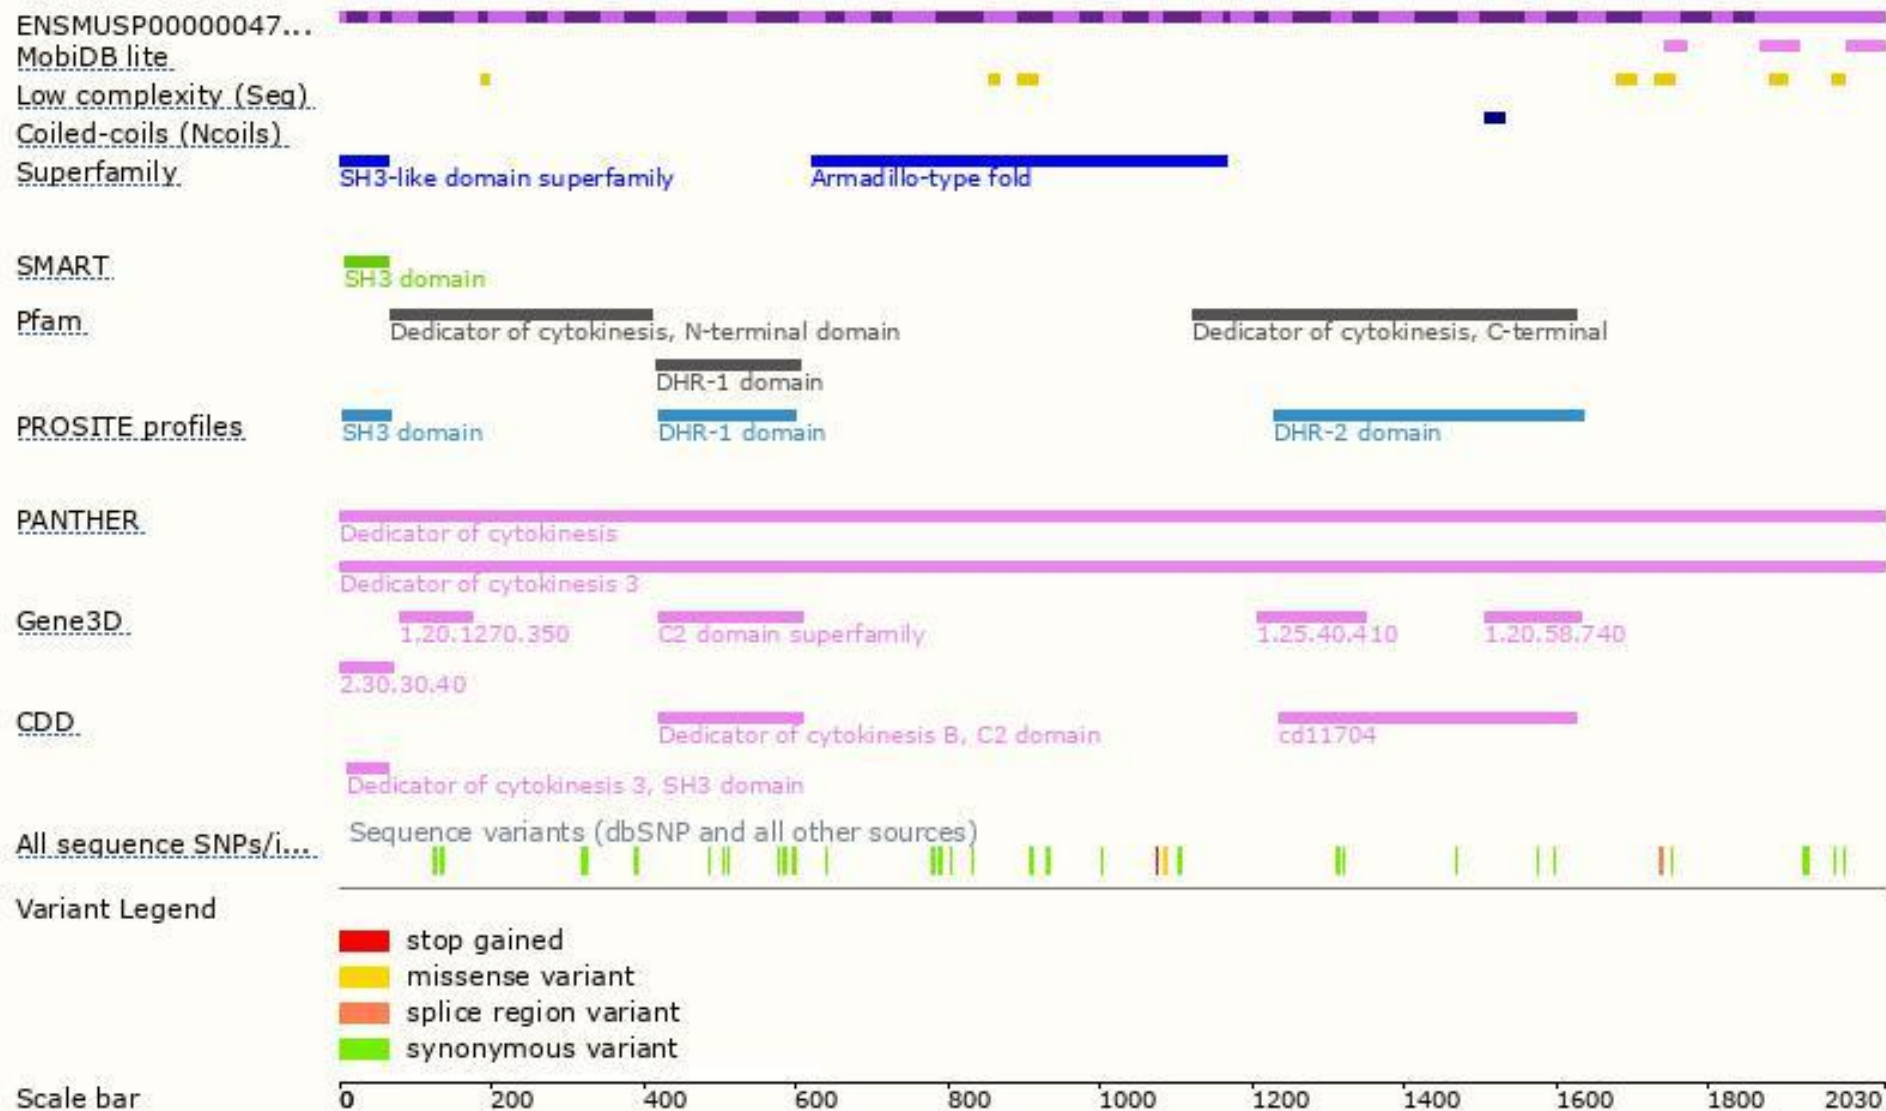 ENSMUSP00000047...
MobiDB lite
Low complexity (Seg)
Coiled-coils (Ncoils)
Superfamily
SH3-like domain superfamily
Armadillo-type fold
SMART
SH3 domain
Pfam
Dedicator of cytokinesis, N-terminal domain
Dedicator of cytokinesis, C-terminal
DHR-1 domain
PROSITE profiles
SH3 domain
DHR-1 domain
DHR-2 domain
PANTHER
Dedicator of cytokinesis
Dedicator of cytokinesis 3
Gene3D
1.20.1270.350
C2 domain superfamily
1.25.40.410
1.20.58.740
2.30.30.40
CDD
Dedicator of cytokinesis B, C2 domain
cd11704
Dedicator of cytokinesis 3, SH3 domain
All sequence SNPs/i...
Sequence variants (dbSNP and all other sources)
Variant Legend
stop gained
missense variant
splice region variant
synonymous variant
Scale bar
0 200 400 600 800 1000 1200 1400 1600 1800 2030